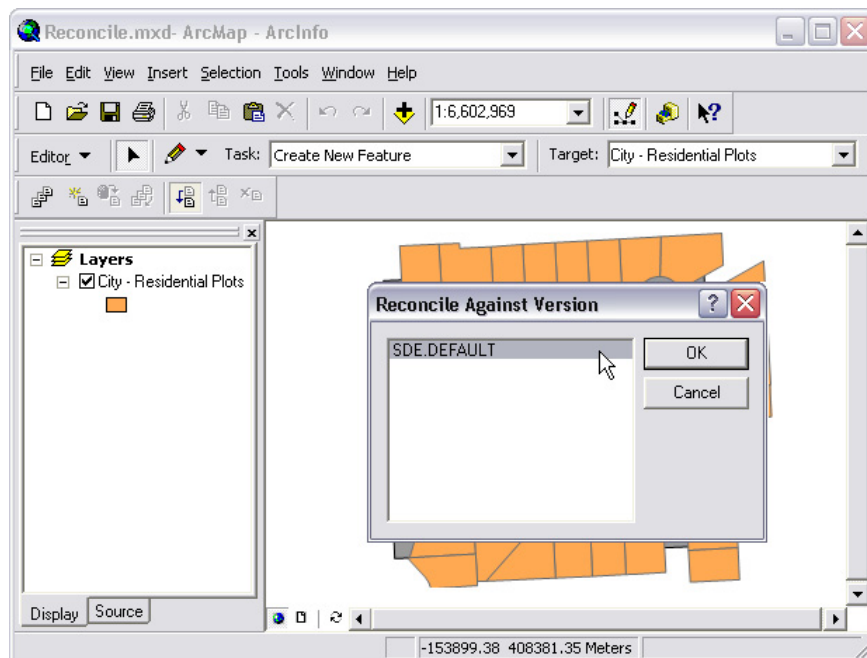 Reconcile.mxd- ArcMap - ArcInfo
File Edit View Insert Selection Tools Window Help
1:6,602,969
Editor Task: Create New Feature Target: City - Residential Plots
Layers
City - Residential Plots
Reconcile Against Version
SDE.DEFAULT
OK
Cancel
Display Source
-153899.38 408381.35 Meters